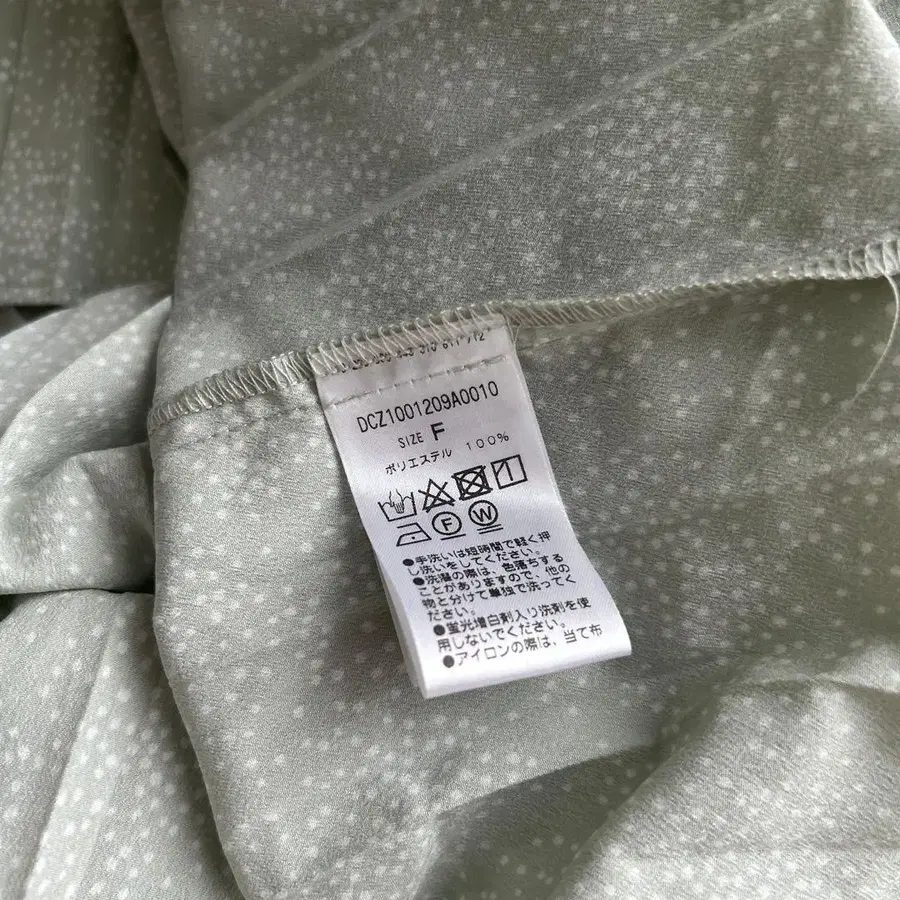 DCZ1001209A0010
SIZE F
ポリエステル 100%
F W
●手洗いは短時間で軽く押
し洗いをしてください。
●洗濯の際は、色落ちする
ことがありますので、他の
物と分けて単独で洗ってく
ださい。
●蛍光増白剤入り洗剤を使
用しないでください。
●アイロンの際は、当て布